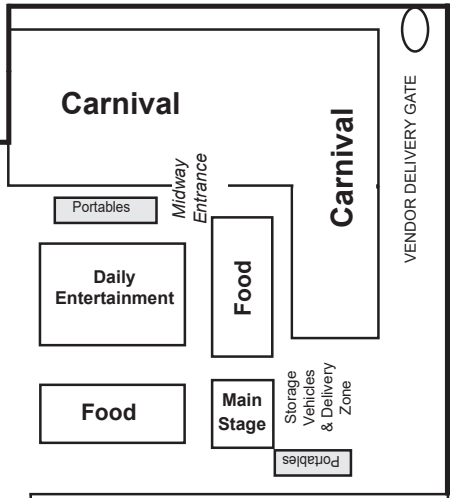 Carnival
Carnival
VENDOR DELIVERY GATE
Midway
Entrance
Portables
Daily
Entertainment
Food
Food
Main
Stage
Storage
Vehicles
& Delivery
Zone
Portables